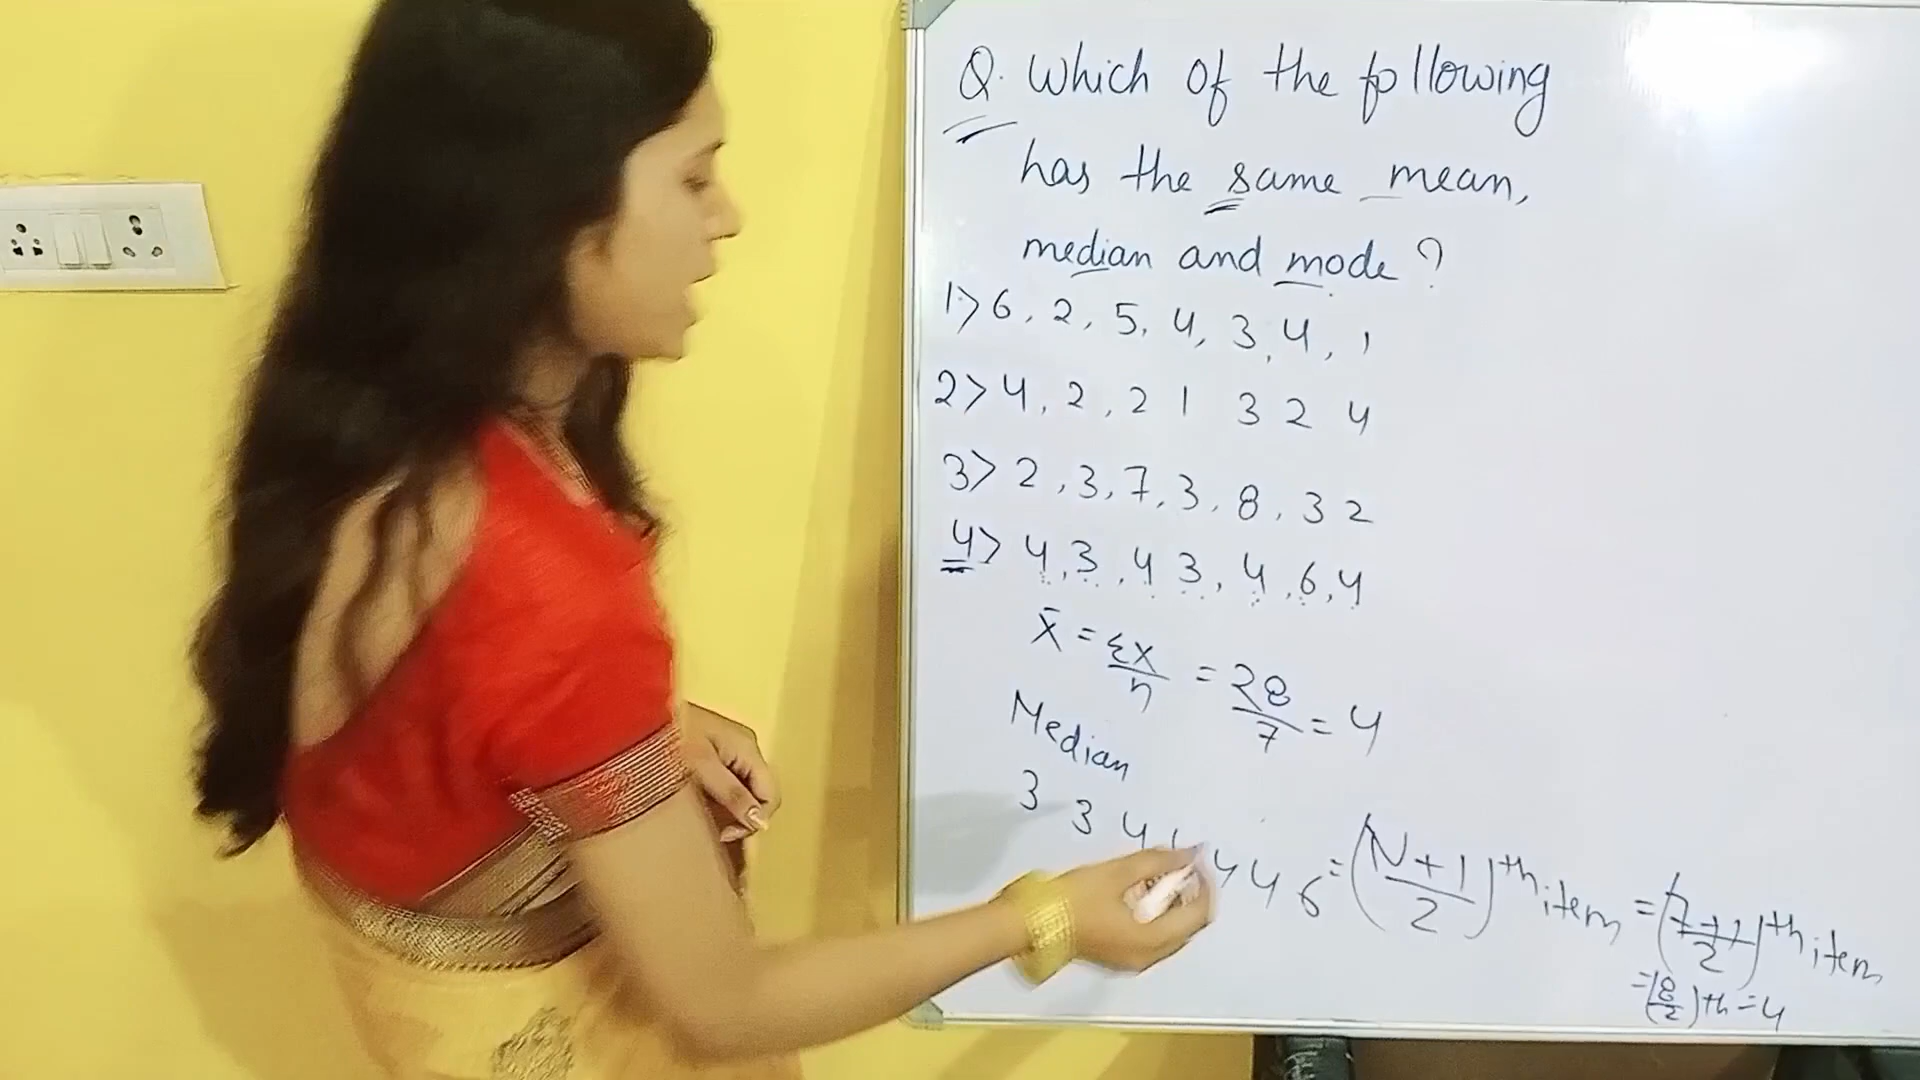 Q. Which of the following
has the same mean,
median and mode?
1> 6, 2, 5, 4, 3, 4, 1
2> 4, 2, 2 1 3 2 4
3> 2, 3, 7, 3, 8, 3 2
4> 4, 3, 4 3, 4, 6, 4
x̄ = Σx/n = 28/7 = 4
Median
3 3 4 4 4 4 6 = (N+1/2)th item = (7+1/2)th item
= (8/2)th = 4